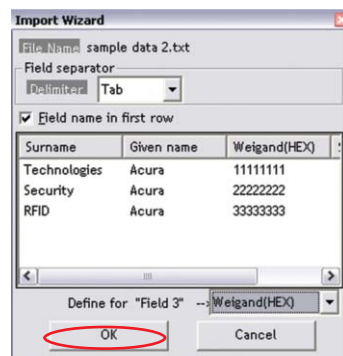 Import Wizard
File Name sample data 2.txt
Field separator
Delimiter Tab
Field name in first row
Surname Given name Weigand(HEX)
Technologies Acura 11111111
Security Acura 22222222
RFID Acura 33333333
Define for "Field 3" --> Weigand(HEX)
OK Cancel